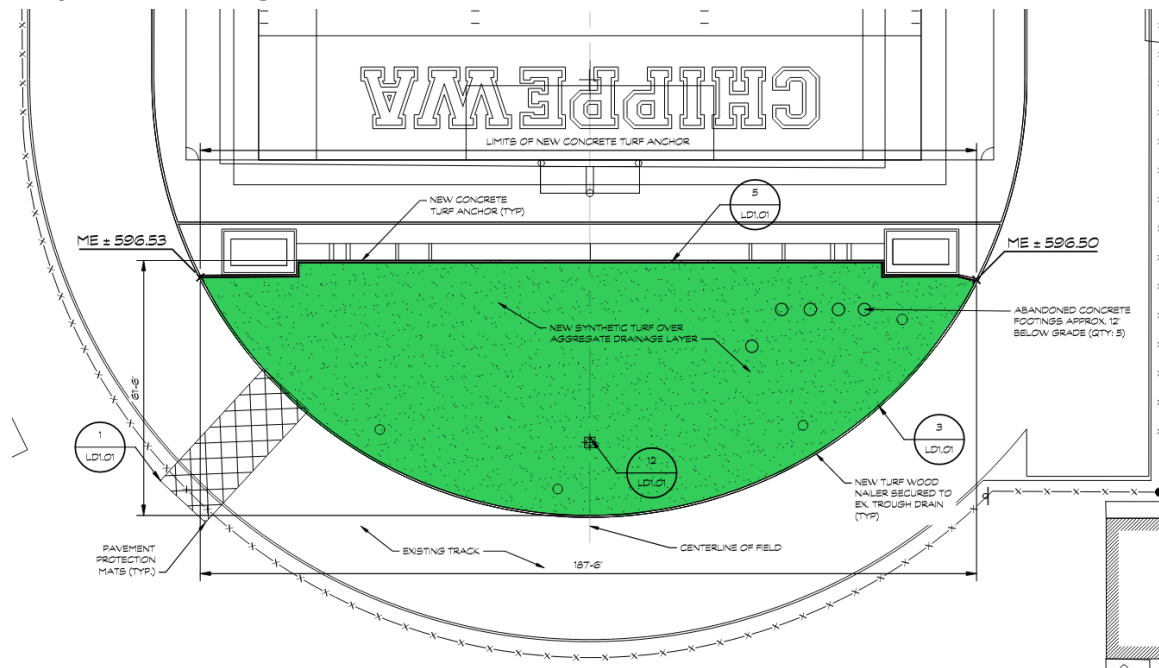 CHIPPEWA
LIMITS OF NEW CONCRETE TURF ANCHOR
NEW CONCRETE
TURF ANCHOR (TYP)
5
LD1.01
ME ± 596.53
ME ± 596.50
NEW SYNTHETIC TURF OVER
AGGREGATE DRAINAGE LAYER
ABANDONED CONCRETE
FOOTINGS APPROX. 12"
BELOW GRADE (QTY: 5)
61'-6"
1
LD1.01
3
LD1.01
12
LD1.01
NEW TURF WOOD
NAILER SECURED TO
EX. TROUGH DRAIN
(TYP)
PAVEMENT
PROTECTION
MATS (TYP.)
EXISTING TRACK
CENTERLINE OF FIELD
187'-6"